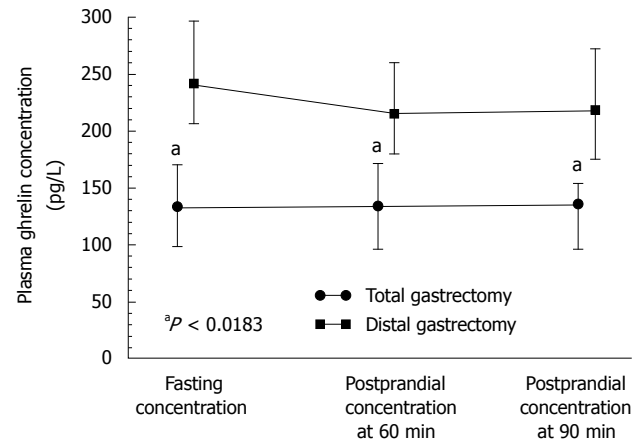 Plasma ghrelin concentration
(pg/L)
300
250
200
150
100
50
0
a
a
a
Total gastrectomy
Distal gastrectomy
ᵃP < 0.0183
Fasting
concentration
Postprandial
concentration
at 60 min
Postprandial
concentration
at 90 min